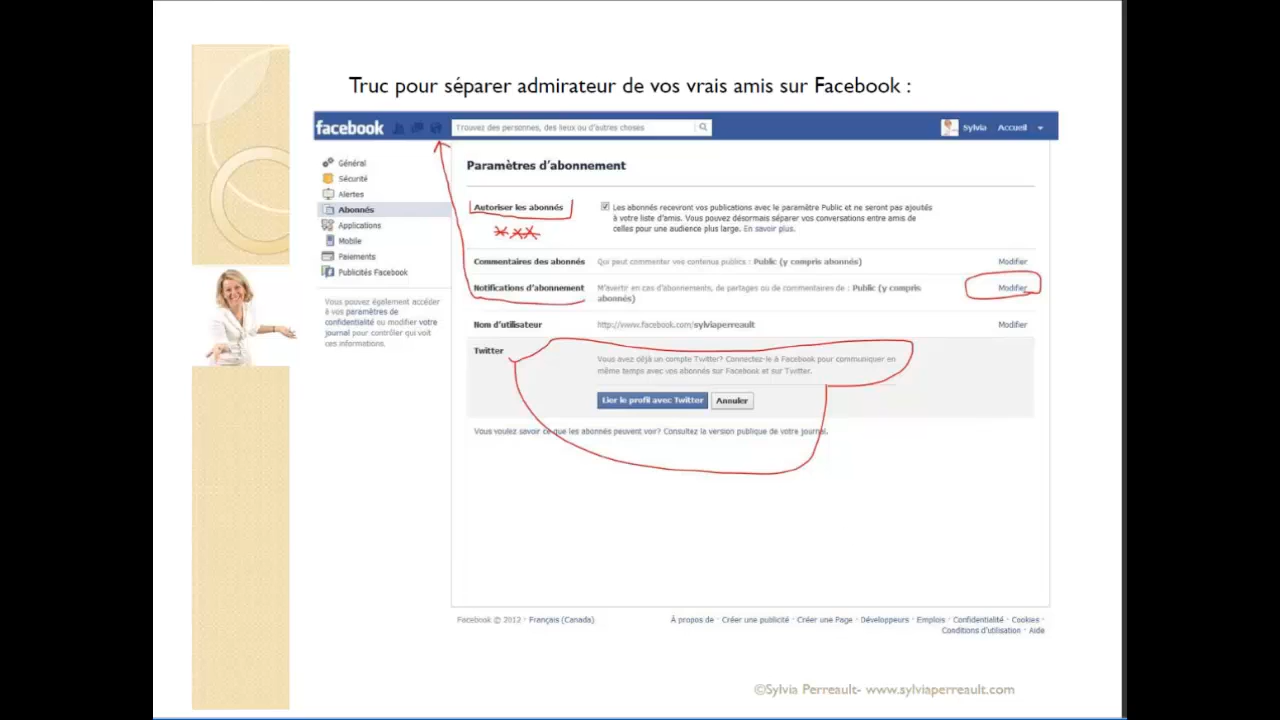 Truc pour séparer admirateur de vos vrais amis sur Facebook :
facebook
Trouvez des personnes, des lieux ou d'autres choses
Sylvia
Accueil
Général
Sécurité
Alertes
Abonnés
Applications
Mobile
Paiements
Publicités Facebook
Vous pouvez également accéder
à vos paramètres de
confidentialité ou modifier votre
journal pour contrôler qui voit
ces informations.
Paramètres d'abonnement
Autoriser les abonnés
Les abonnés recevront vos publications avec le paramètre Public et ne seront pas ajoutés
à votre liste d'amis. Vous pouvez désormais séparer vos conversations entre amis de
celles pour une audience plus large. En savoir plus.
Commentaires des abonnés
Qui peut commenter vos contenus publics : Public (y compris abonnés)
Modifier
Notifications d'abonnement
M'avertir en cas d'abonnements, de partages ou de commentaires de : Public (y compris
abonnés)
Modifier
Nom d'utilisateur
http://www.facebook.com/sylviaperreault
Modifier
Twitter
Vous avez déjà un compte Twitter? Connectez-le à Facebook pour communiquer en
même temps avec vos abonnés sur Facebook et sur Twitter.
Lier le profil avec Twitter
Annuler
Vous voulez savoir ce que les abonnés peuvent voir? Consultez la version publique de votre journal.
Facebook © 2012 · Français (Canada)
À propos de · Créer une publicité · Créer une Page · Développeurs · Emplois · Confidentialité · Cookies ·
Conditions d'utilisation · Aide
©Sylvia Perreault- www.sylviaperreault.com